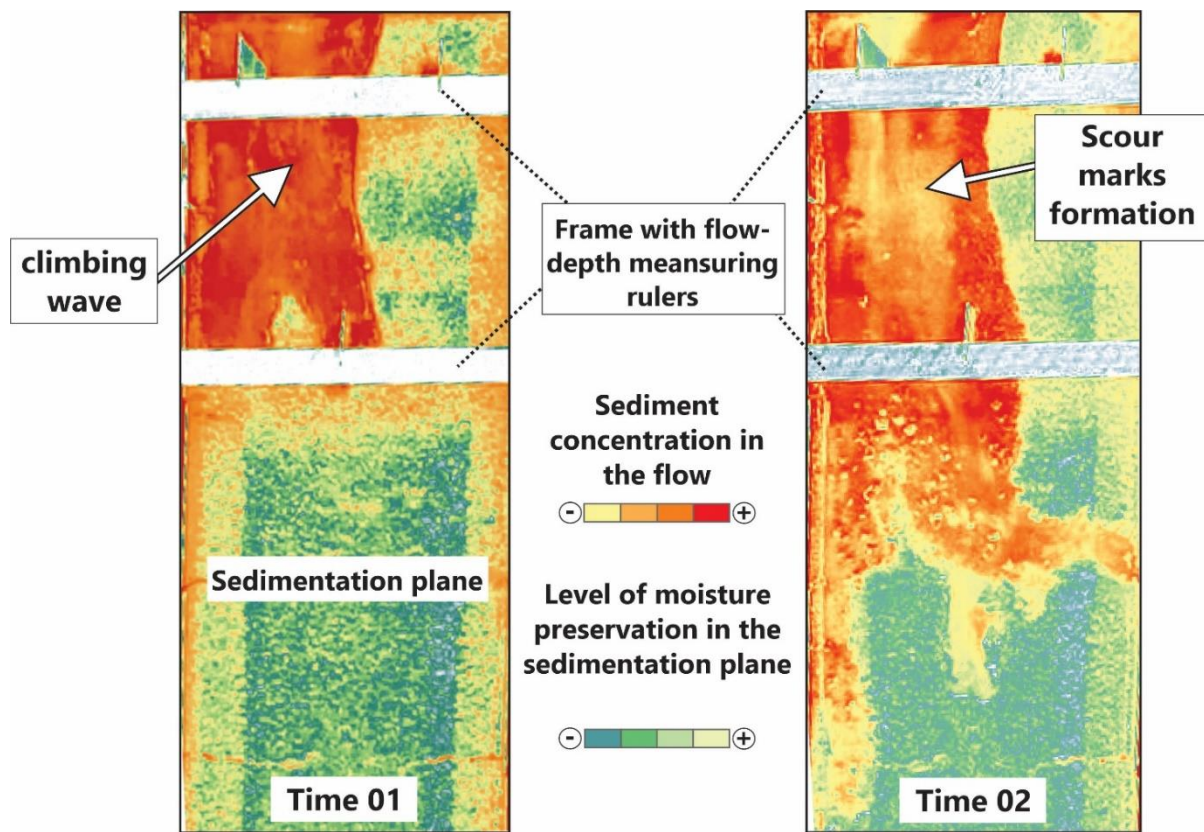 climbing
wave
Frame with flow-
depth meansuring
rulers
Scour
marks
formation
Sediment
concentration in
the flow
- +
Sedimentation plane
Level of moisture
preservation in the
sedimentation plane
- +
Time 01
Time 02